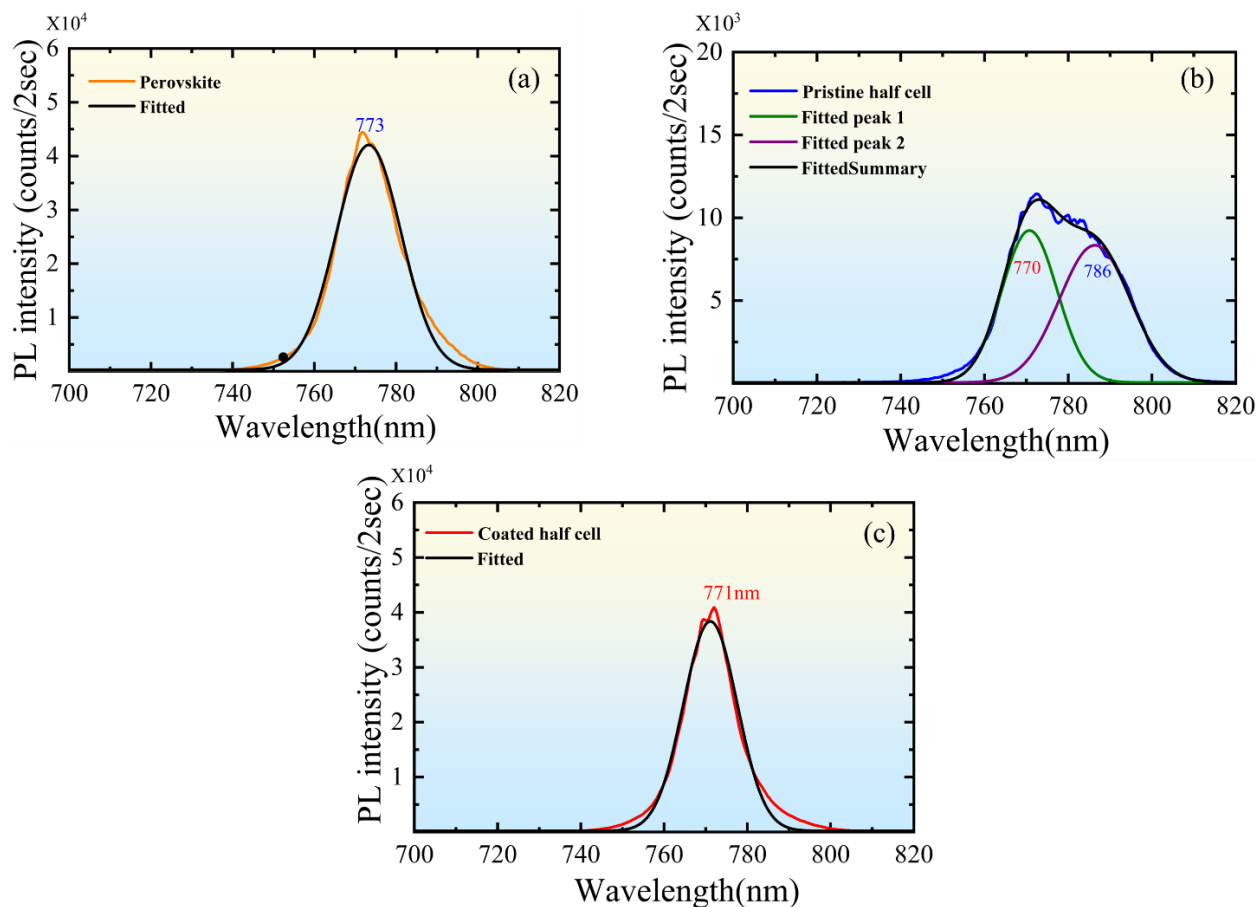 X10⁴
PL intensity (counts/2sec)
6
5
4
3
2
1
Perovskite
Fitted
(a)
773
700 720 740 760 780 800 820
Wavelength(nm)
X10³
PL intensity (counts/2sec)
20
15
10
5
Pristine half cell
Fitted peak 1
Fitted peak 2
FittedSummary
(b)
770
786
700 720 740 760 780 800 820
Wavelength(nm)
X10⁴
PL intensity (counts/2sec)
6
5
4
3
2
1
Coated half cell
Fitted
(c)
771nm
700 720 740 760 780 800 820
Wavelength(nm)